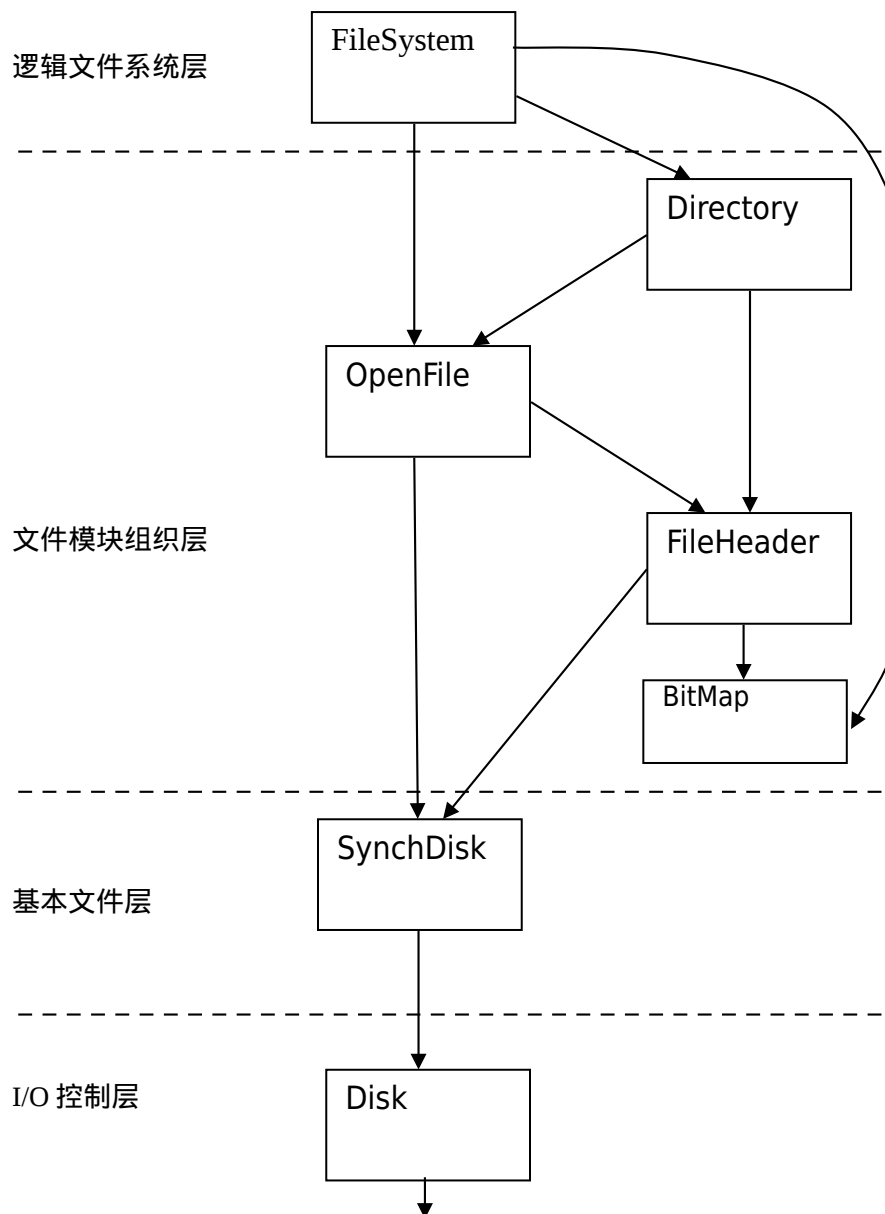 FileSystem
逻辑文件系统层
Directory
OpenFile
文件模块组织层
FileHeader
BitMap
SynchDisk
基本文件层
I/O 控制层
Disk